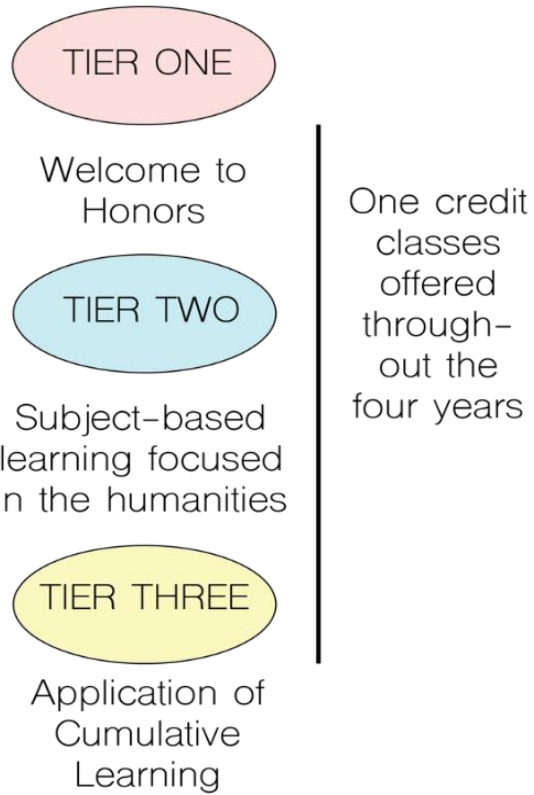 TIER ONE
Welcome to
Honors
TIER TWO
Subject-based
learning focused
n the humanities
TIER THREE
Application of
Cumulative
Learning
One credit
classes
offered
through-
out the
four years